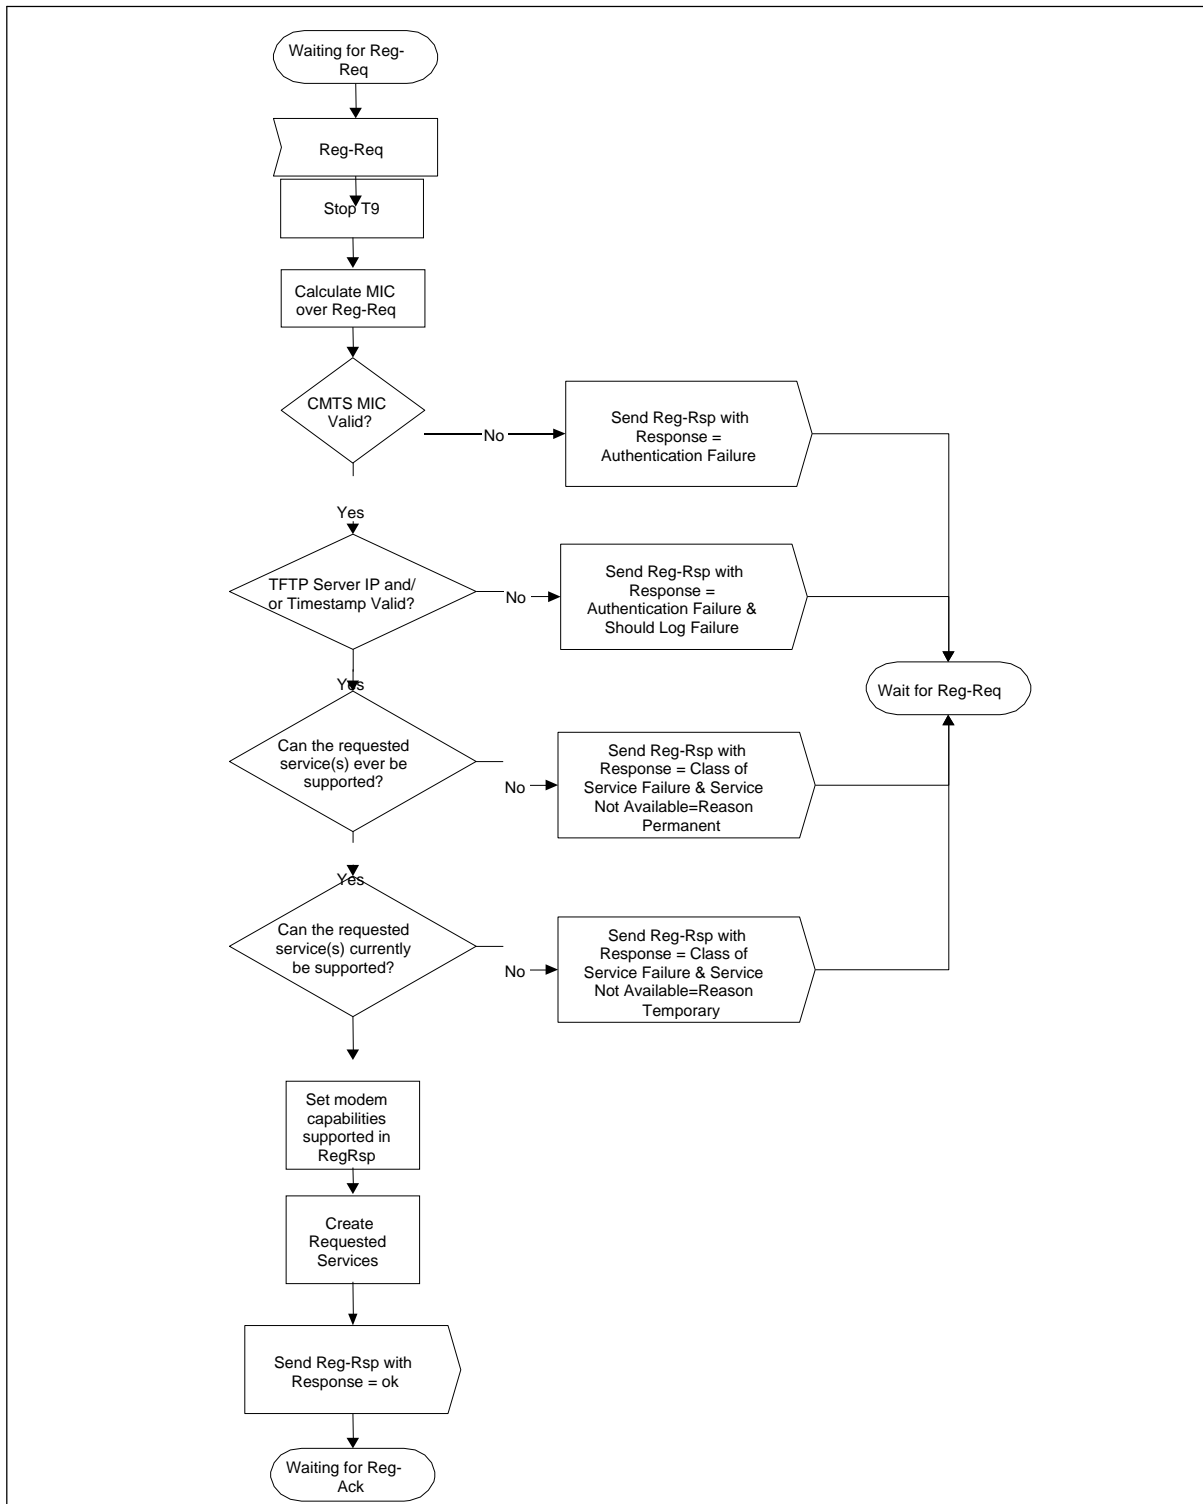 Waiting for Reg-
Req
Reg-Req
Stop T9
Calculate MIC
over Reg-Req
CMTS MIC
Valid?
No
Send Reg-Rsp with
Response =
Authentication Failure
Yes
TFTP Server IP and/
or Timestamp Valid?
No
Send Reg-Rsp with
Response =
Authentication Failure &
Should Log Failure
Wait for Reg-Req
Yes
Can the requested
service(s) ever be
supported?
No
Send Reg-Rsp with
Response = Class of
Service Failure & Service
Not Available=Reason
Permanent
Yes
Can the requested
service(s) currently
be supported?
No
Send Reg-Rsp with
Response = Class of
Service Failure & Service
Not Available=Reason
Temporary
Set modem
capabilities
supported in
RegRsp
Create
Requested
Services
Send Reg-Rsp with
Response = ok
Waiting for Reg-
Ack